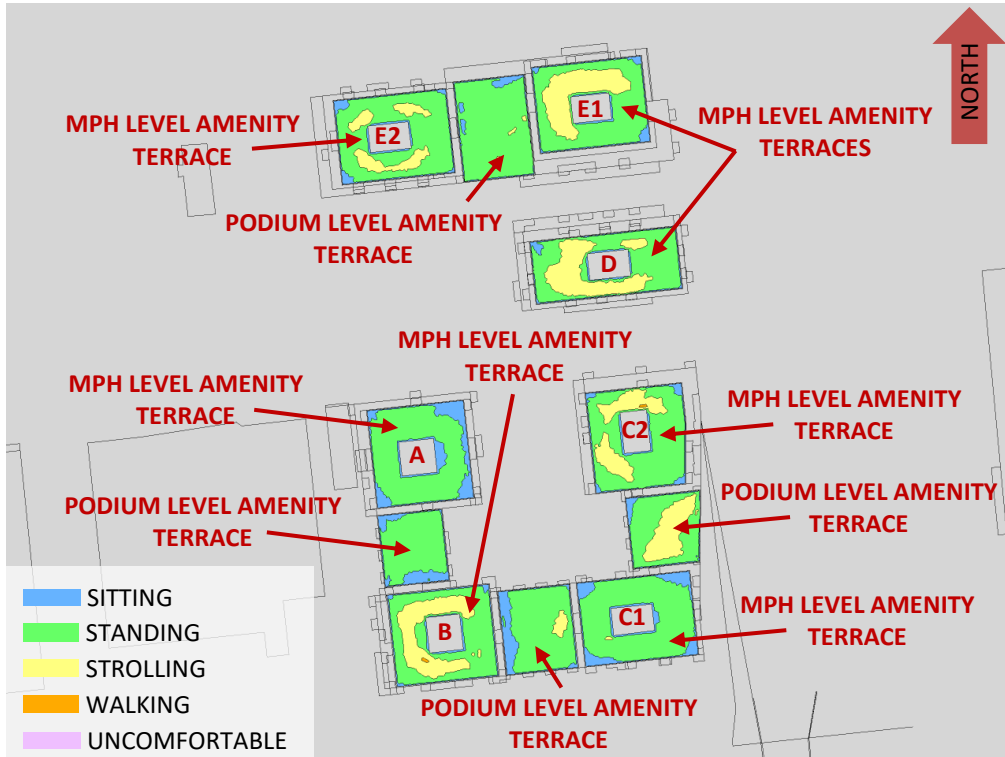 NORTH
MPH LEVEL AMENITY
TERRACE
E2
E1
MPH LEVEL AMENITY
TERRACES
PODIUM LEVEL AMENITY
TERRACE
D
MPH LEVEL AMENITY
TERRACE
MPH LEVEL AMENITY
TERRACE
A
C2
MPH LEVEL AMENITY
TERRACE
PODIUM LEVEL AMENITY
TERRACE
PODIUM LEVEL AMENITY
TERRACE
B
C1
MPH LEVEL AMENITY
TERRACE
PODIUM LEVEL AMENITY
TERRACE
SITTING
STANDING
STROLLING
WALKING
UNCOMFORTABLE